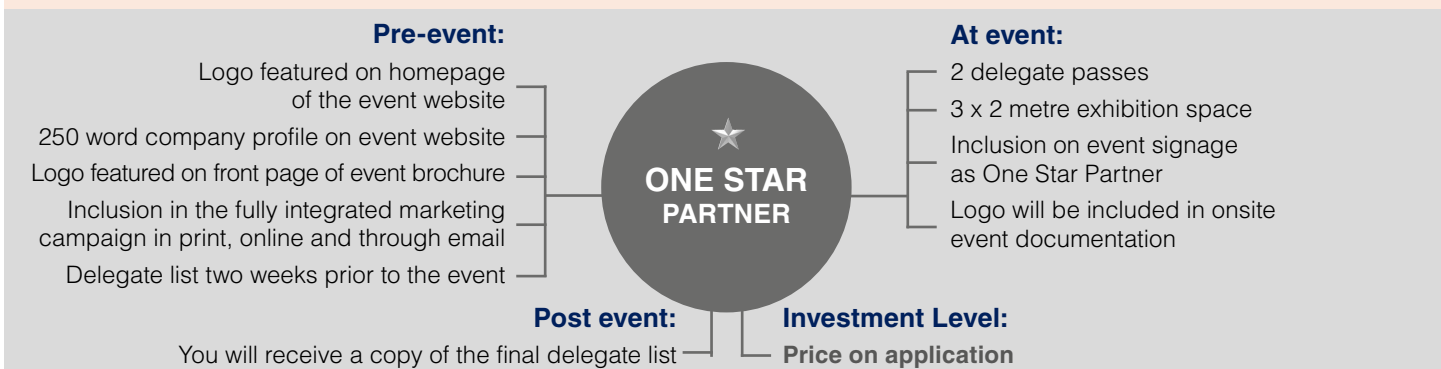 Pre-event:
Logo featured on homepage
of the event website
250 word company profile on event website
Logo featured on front page of event brochure
Inclusion in the fully integrated marketing
campaign in print, online and through email
Delegate list two weeks prior to the event
ONE STAR
PARTNER
At event:
2 delegate passes
3 x 2 metre exhibition space
Inclusion on event signage
as One Star Partner
Logo will be included in onsite
event documentation
Post event:
You will receive a copy of the final delegate list
Investment Level:
Price on application